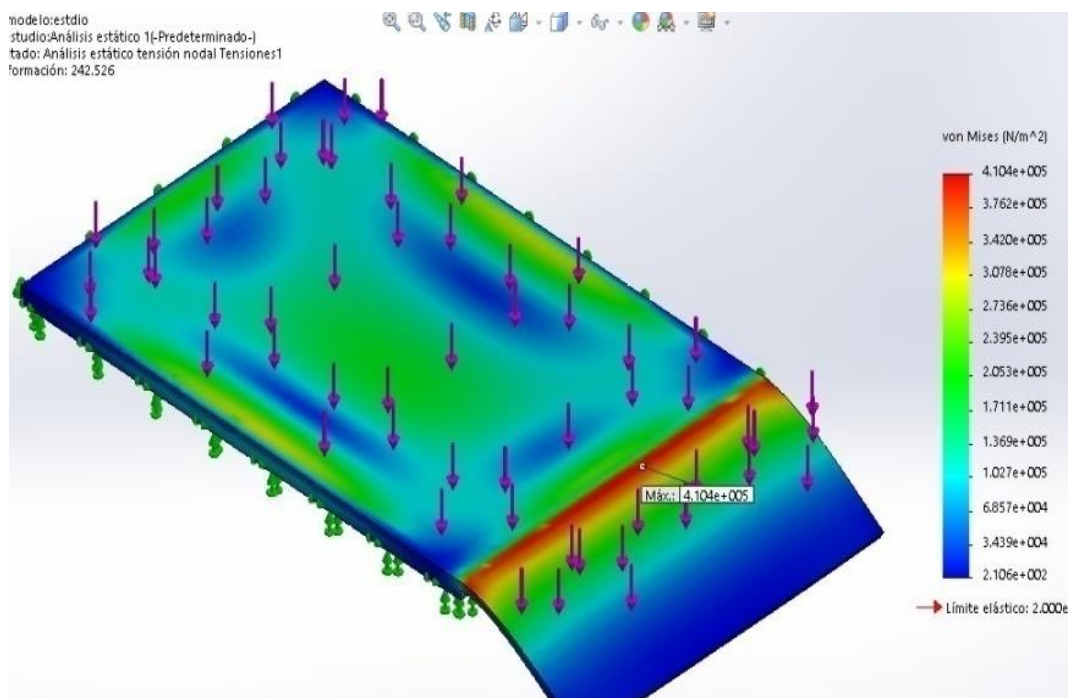 modelo:estdio
studio:Análisis estático 1(-Predeterminado-)
tado: Análisis estático tensión nodal Tensiones1
formación: 242.526
von Mises (N/m^2)
4.104e+005
3.762e+005
3.420e+005
3.078e+005
2.736e+005
2.395e+005
2.053e+005
1.711e+005
1.369e+005
1.027e+005
6.857e+004
3.439e+004
2.106e+002
Límite elástico: 2.000e
Máx.: 4.104e+005